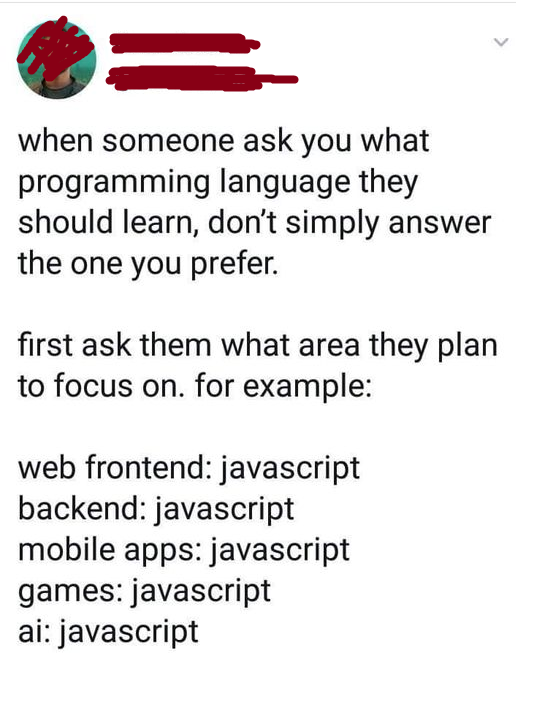 when someone ask you what
programming language they
should learn, don't simply answer
the one you prefer.
first ask them what area they plan
to focus on. for example:
web frontend: javascript
backend: javascript
mobile apps: javascript
games: javascript
ai: javascript